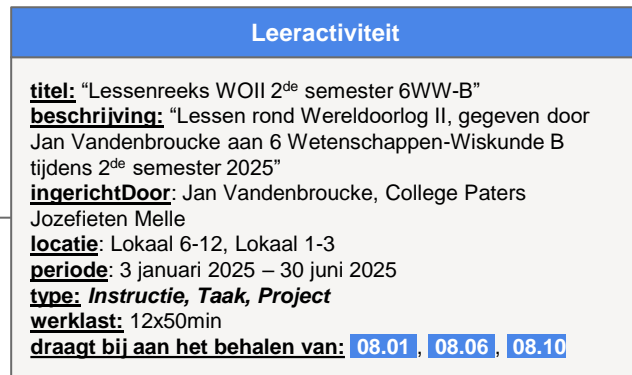 Leeractiviteit
titel: “Lessenreeks WOII 2de semester 6WW-B”
beschrijving: “Lessen rond Wereldoorlog II, gegeven door
Jan Vandenbroucke aan 6 Wetenschappen-Wiskunde B
tijdens 2de semester 2025”
ingerichtDoor: Jan Vandenbroucke, College Paters
Jozefieten Melle
locatie: Lokaal 6-12, Lokaal 1-3
periode: 3 januari 2025 – 30 juni 2025
type: Instructie, Taak, Project
werklast: 12x50min
draagt bij aan het behalen van: 08.01 , 08.06 , 08.10